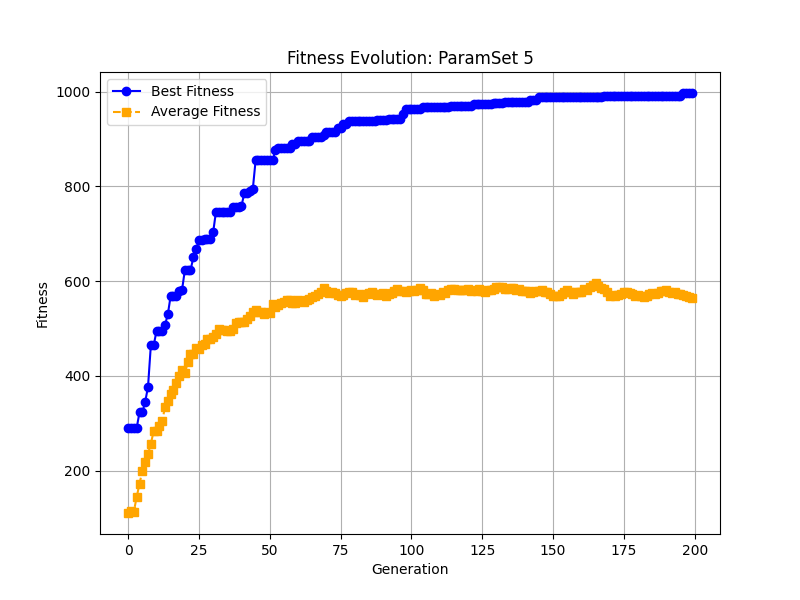 Fitness Evolution: ParamSet 5
Best Fitness
Average Fitness
1000
800
600
400
200
Fitness
0 25 50 75 100 125 150 175 200
Generation